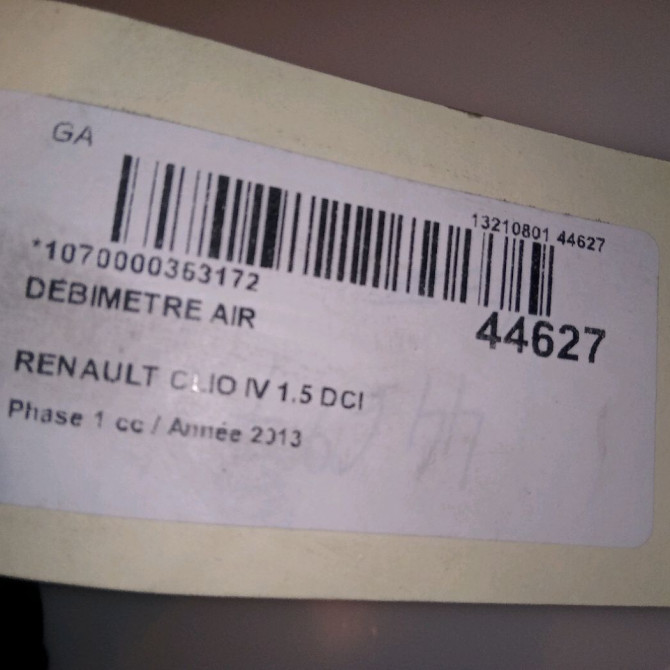 GA
13210801 44627
*1070000353172
DEBIMETRE AIR
44627
RENAULT CLIO IV 1.5 DCI
Phase 1 cc / Année 2013